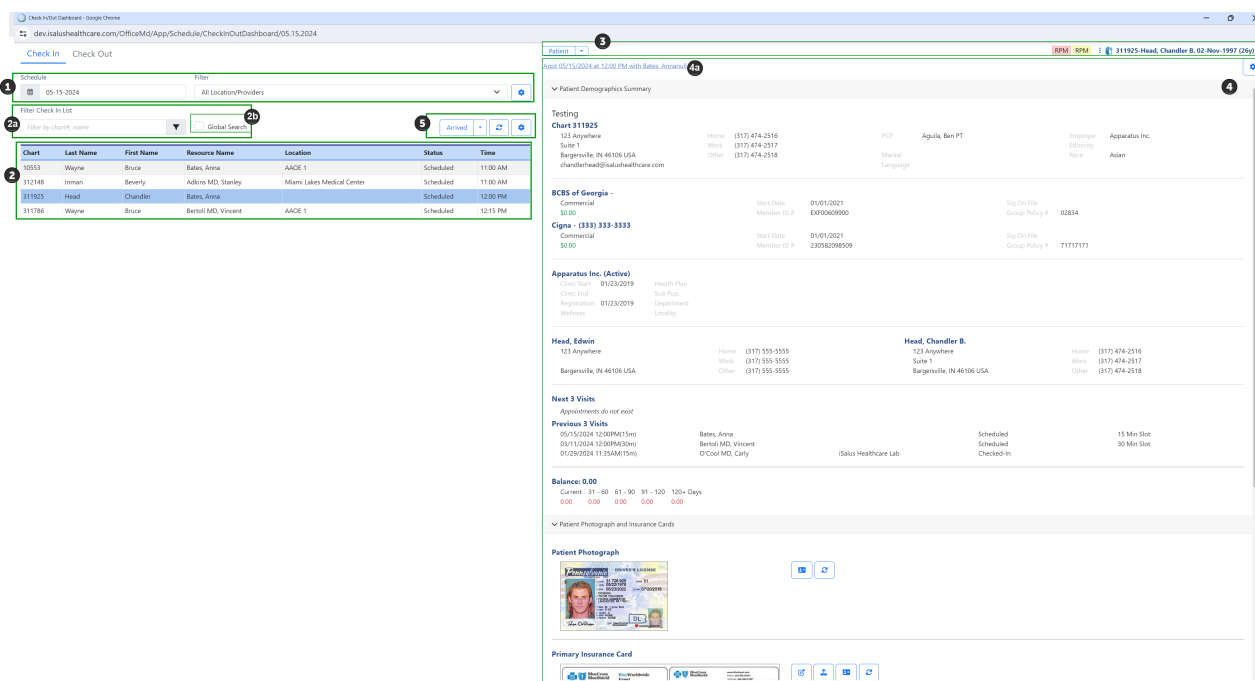 Check In/Out Dashboard - Google Chrome
dev.isalushealthcare.com/OfficeMd/App/Schedule/CheckInOutDashboard/05.15.2024
Check In Check Out
1
Schedule Filter
05-15-2024 All Location/Providers
2a
Filter Check In List
Filter by chart#, name
2b
Global Search
5
Arrived
2
Chart Last Name First Name Resource Name Location Status Time
10553 Wayne Bruce Bates, Anna AAOE 1 Scheduled 11:00 AM
312148 Inman Beverly Adkins MD, Stanley Miami Lakes Medical Center Scheduled 11:00 AM
311925 Head Chandler Bates, Anna Scheduled 12:00 PM
311786 Wayne Bruce Bertoli MD, Vincent AAOE 1 Scheduled 12:15 PM
3
Patient RPM RPM 311925-Head, Chandler B. 02-Nov-1997 (26y)
Appt 05/15/2024 at 12:00 PM with Bates, Annanull
4a
4
Patient Demographics Summary
Testing
Chart 311925
123 Anywhere Home (317) 474-2516 PCP Aguila, Ben PT Employer Apparatus Inc.
Suite 1 Work (317) 474-2517 Ethnicity
Bargersville, IN 46106 USA Other (317) 474-2518 Marital Race Asian
chandlerhead@isalushealthcare.com Language
BCBS of Georgia -
Commercial Start Date 01/01/2021 Sig On File
$0.00 Member ID # EXF00609900 Group Policy # 02834
Cigna - (333) 333-3333
Commercial Start Date 01/01/2021 Sig On File
$0.00 Member ID # 230582098509 Group Policy # 71717171
Apparatus Inc. (Active)
Clinic Start 01/23/2019 Health Plan
Clinic End Sub Pop.
Registration 01/23/2019 Department
Wellness Locality
Head, Edwin Head, Chandler B.
123 Anywhere Home (317) 555-5555 123 Anywhere Home (317) 474-2516
Work (317) 555-5555 Suite 1 Work (317) 474-2517
Bargersville, IN 46106 USA Other (317) 555-5555 Bargersville, IN 46106 USA Other (317) 474-2518
Next 3 Visits
Appointments do not exist
Previous 3 Visits
05/15/2024 12:00PM(15m) Bates, Anna Scheduled 15 Min Slot
03/11/2024 12:00PM(30m) Bertoli MD, Vincent Scheduled 30 Min Slot
01/29/2024 11:35AM(15m) O'Cool MD, Carly iSalus Healthcare Lab Checked-In
Balance: 0.00
Current 31 - 60 61 - 90 91 - 120 120+ Days
0.00 0.00 0.00 0.00 0.00
Patient Photograph and Insurance Cards
Patient Photograph
DRIVER'S LICENSE
DL
Primary Insurance Card
BlueCross BlueShield BlueWorldwide BlueCross BlueShield